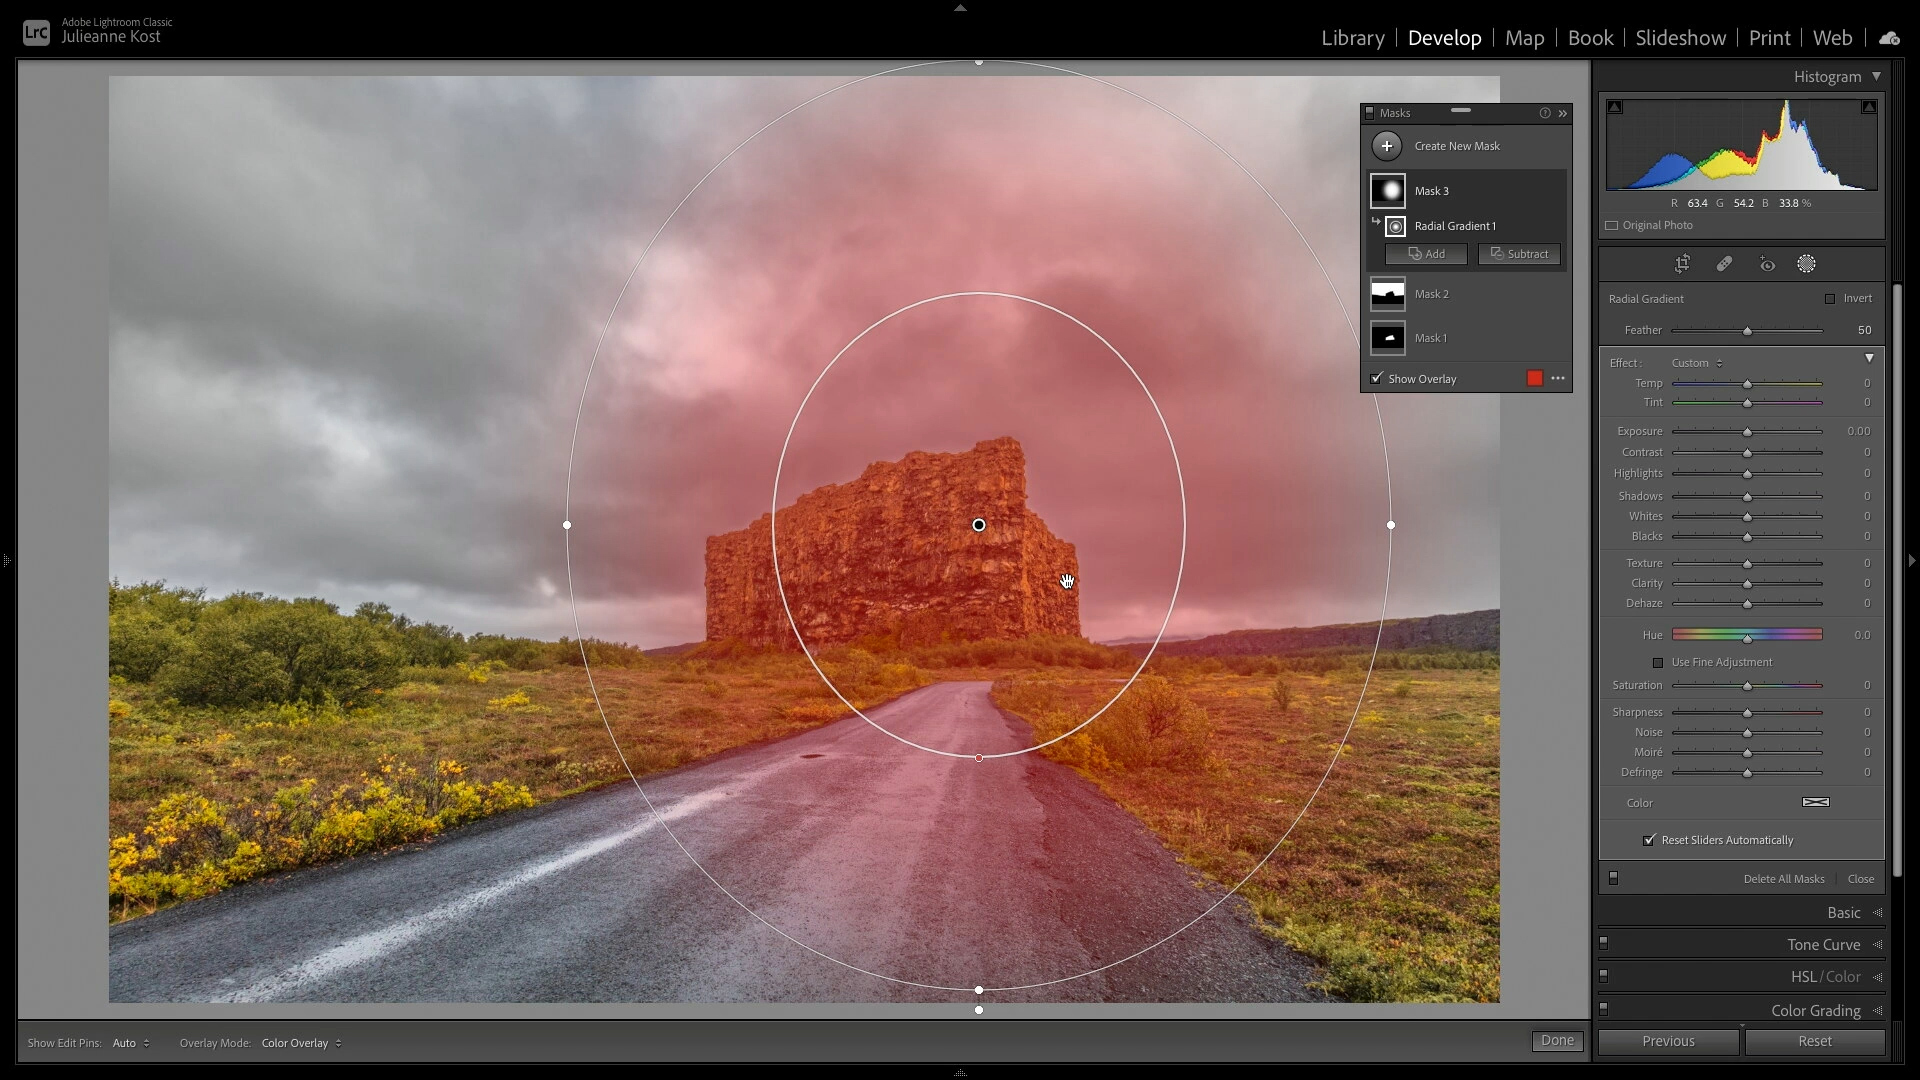 LrC
Adobe Lightroom Classic
Julieanne Kost
Library | Develop | Map | Book | Slideshow | Print | Web
Histogram
R 63.4 G 54.2 B 33.8 %
Original Photo
Masks
Create New Mask
Mask 3
Radial Gradient 1
Add Subtract
Mask 2
Mask 1
Show Overlay
Radial Gradient Invert
Feather 50
Effect : Custom
Temp 0
Tint 0
Exposure 0.00
Contrast 0
Highlights 0
Shadows 0
Whites 0
Blacks 0
Texture 0
Clarity 0
Dehaze 0
Hue 0.0
Use Fine Adjustment
Saturation 0
Sharpness 0
Noise 0
Moiré 0
Defringe 0
Color
Reset Sliders Automatically
Delete All Masks Close
Basic
Tone Curve
HSL / Color
Color Grading
Show Edit Pins: Auto Overlay Mode: Color Overlay Done
Previous Reset